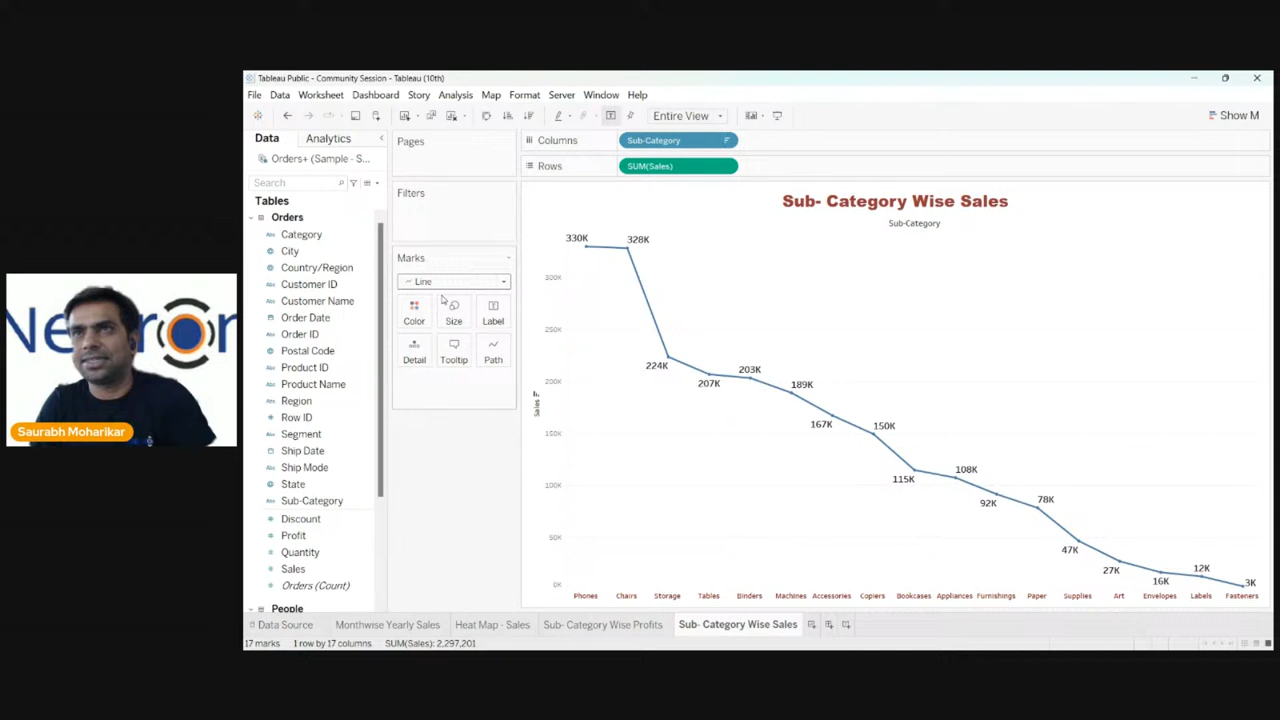 Tableau Public - Community Session - Tableau (10th)
File Data Worksheet Dashboard Story Analysis Map Format Server Window Help
Entire View
Show M
Data Analytics
Orders+ (Sample - S...
Search
Tables
Orders
Category
City
Country/Region
Customer ID
Customer Name
Order Date
Order ID
Postal Code
Product ID
Product Name
Region
Row ID
Segment
Ship Date
Ship Mode
State
Sub-Category
Discount
Profit
Quantity
Sales
Orders (Count)
People
Pages
Filters
Marks
Line
Color Size Label
Detail Tooltip Path
Columns Sub-Category
Rows SUM(Sales)
Sub- Category Wise Sales
Sub-Category
330K 328K
224K 207K 203K 189K 167K 150K 115K 108K 92K 78K 47K 27K 16K 12K 3K
300K
250K
200K
150K
100K
50K
0K
Sales
Phones Chairs Storage Tables Binders Machines Accessories Copiers Bookcases Appliances Furnishings Paper Supplies Art Envelopes Labels Fasteners
Data Source Monthwise Yearly Sales Heat Map - Sales Sub- Category Wise Profits Sub- Category Wise Sales
17 marks 1 row by 17 columns SUM(Sales): 2,297,201
Saurabh Moharikar